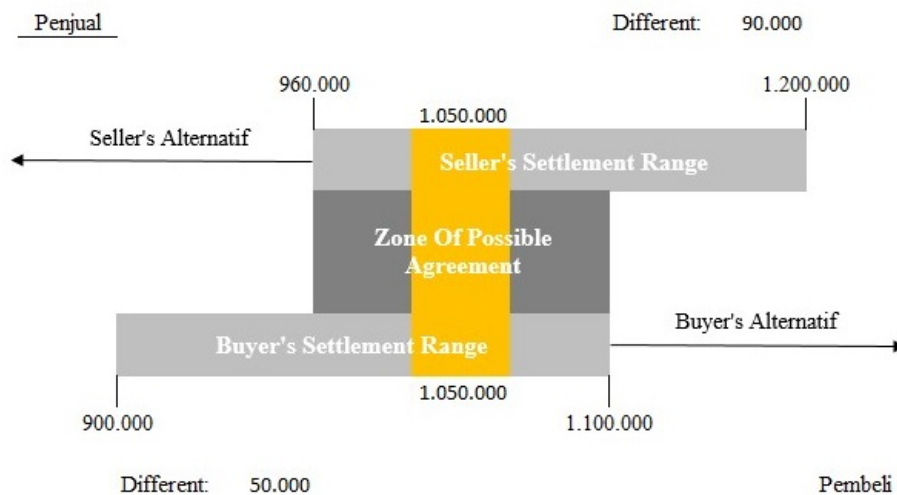 Penjual
Different: 90.000
960.000
1.200.000
1.050.000
Seller's Alternatif
Seller's Settlement Range
Zone Of Possible
Agreement
Buyer's Alternatif
Buyer's Settlement Range
1.050.000
900.000
1.100.000
Different: 50.000
Pembeli